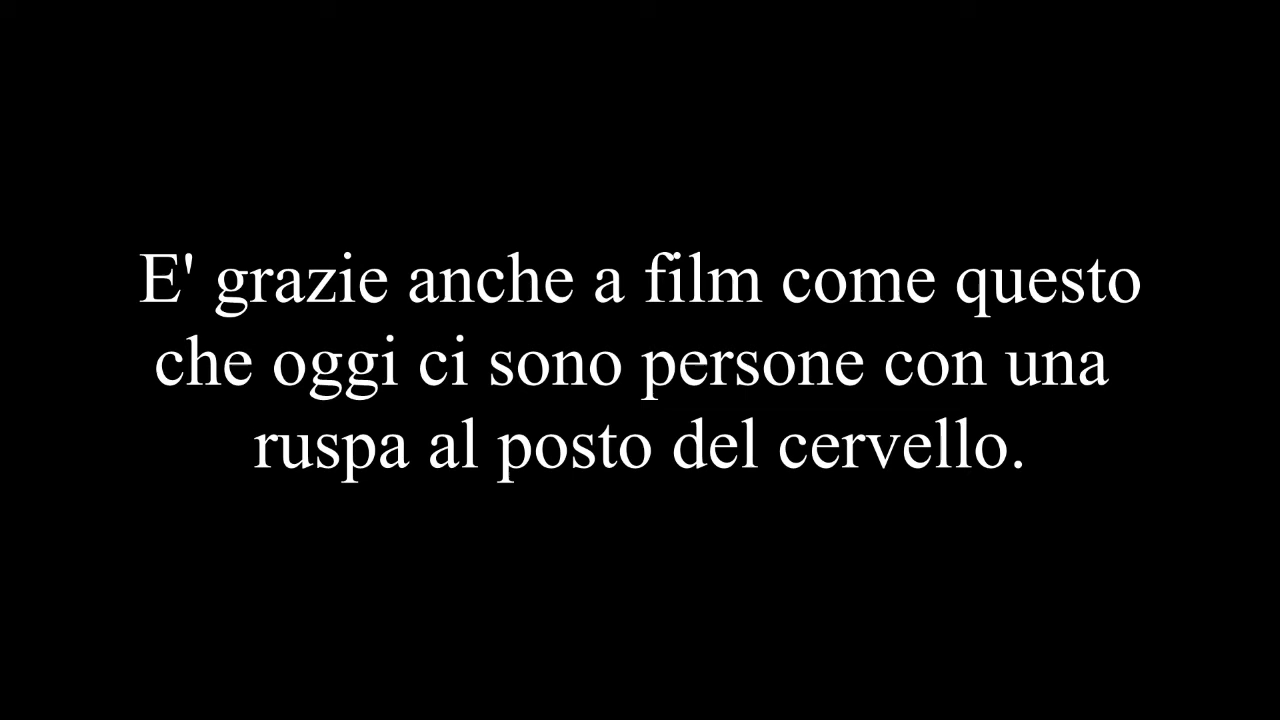 E' grazie anche a film come questo
che oggi ci sono persone con una
ruspa al posto del cervello.